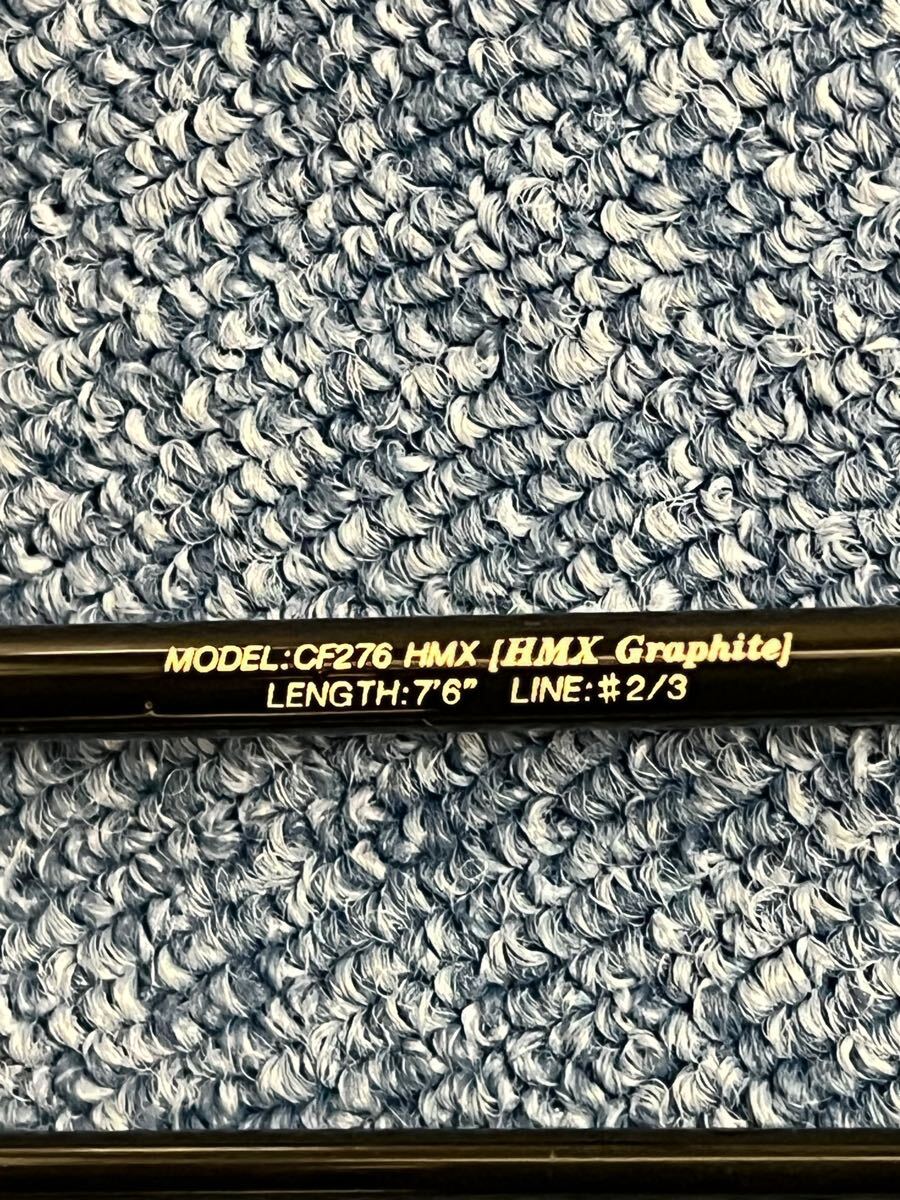 MODEL:CF276 HMX [HMX Graphite]
LENGTH:7'6" LINE:#2/3